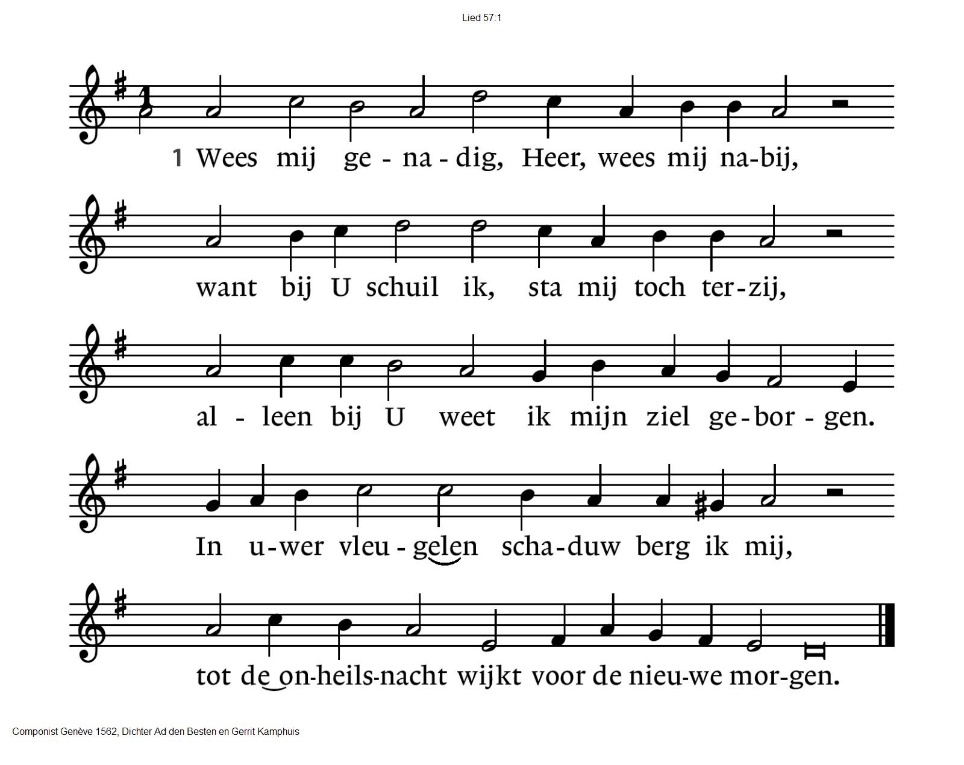 Lied 57:1
1 Wees mij ge - na - dig, Heer, wees mij na-bij,
want bij U schuil ik, sta mij toch ter-zij,
al - leen bij U weet ik mijn ziel ge-bor - gen.
In u-wer vleu - gelen scha-duw berg ik mij,
tot de on-heils-nacht wijkt voor de nieu-we mor-gen.
Componist Genève 1562, Dichter Ad den Besten en Gerrit Kamphuis